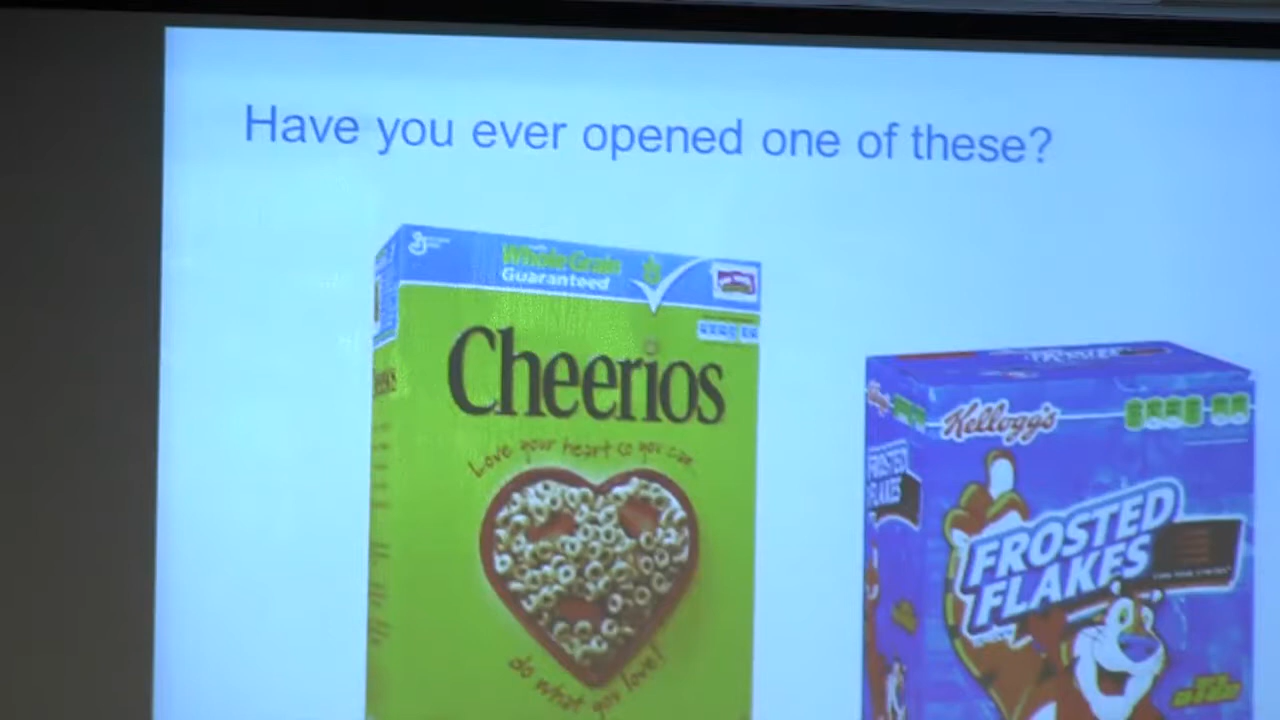 Have you ever opened one of these?
Whole Grain
Guaranteed
Cheerios
Love your heart so you can
do what you love!
Kellogg's
FROSTED
FLAKES
FROSTED
FLAKES